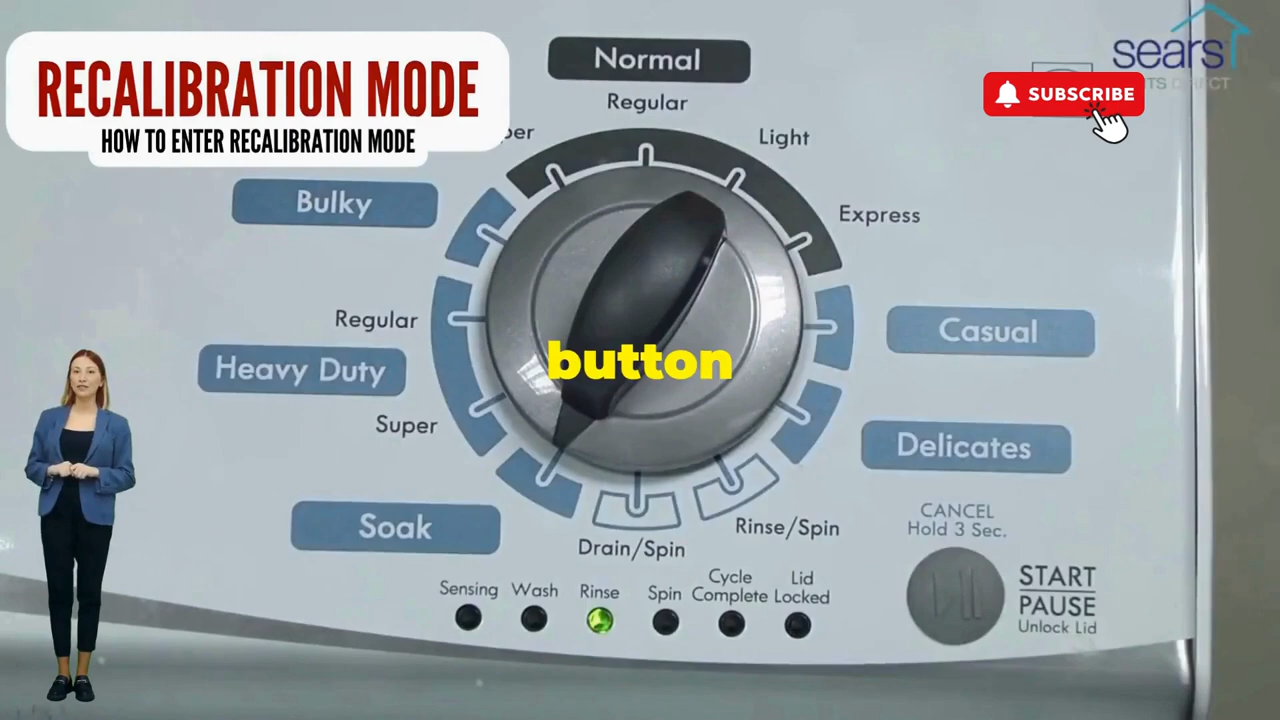 RECALIBRATION MODE
HOW TO ENTER RECALIBRATION MODE
sears
SUBSCRIBE
Normal
Regular
Light
Express
Bulky
Regular
Heavy Duty
Super
button
Casual
Delicates
Soak
Drain/Spin
Rinse/Spin
CANCEL
Hold 3 Sec.
Sensing
Wash
Rinse
Spin
Cycle
Complete
Lid
Locked
START
PAUSE
Unlock Lid